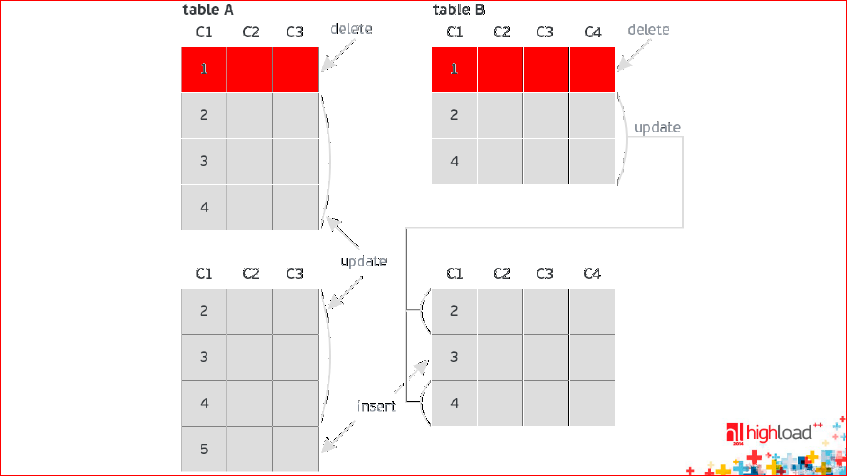 table A
table B
C1 C2 C3 delete
C1 C2 C3 C4 delete
1
2
3
4
1
2
4
update
update
C1 C2 C3
C1 C2 C3 C4
2
3
4
5
2
3
4
insert
highload++
2014